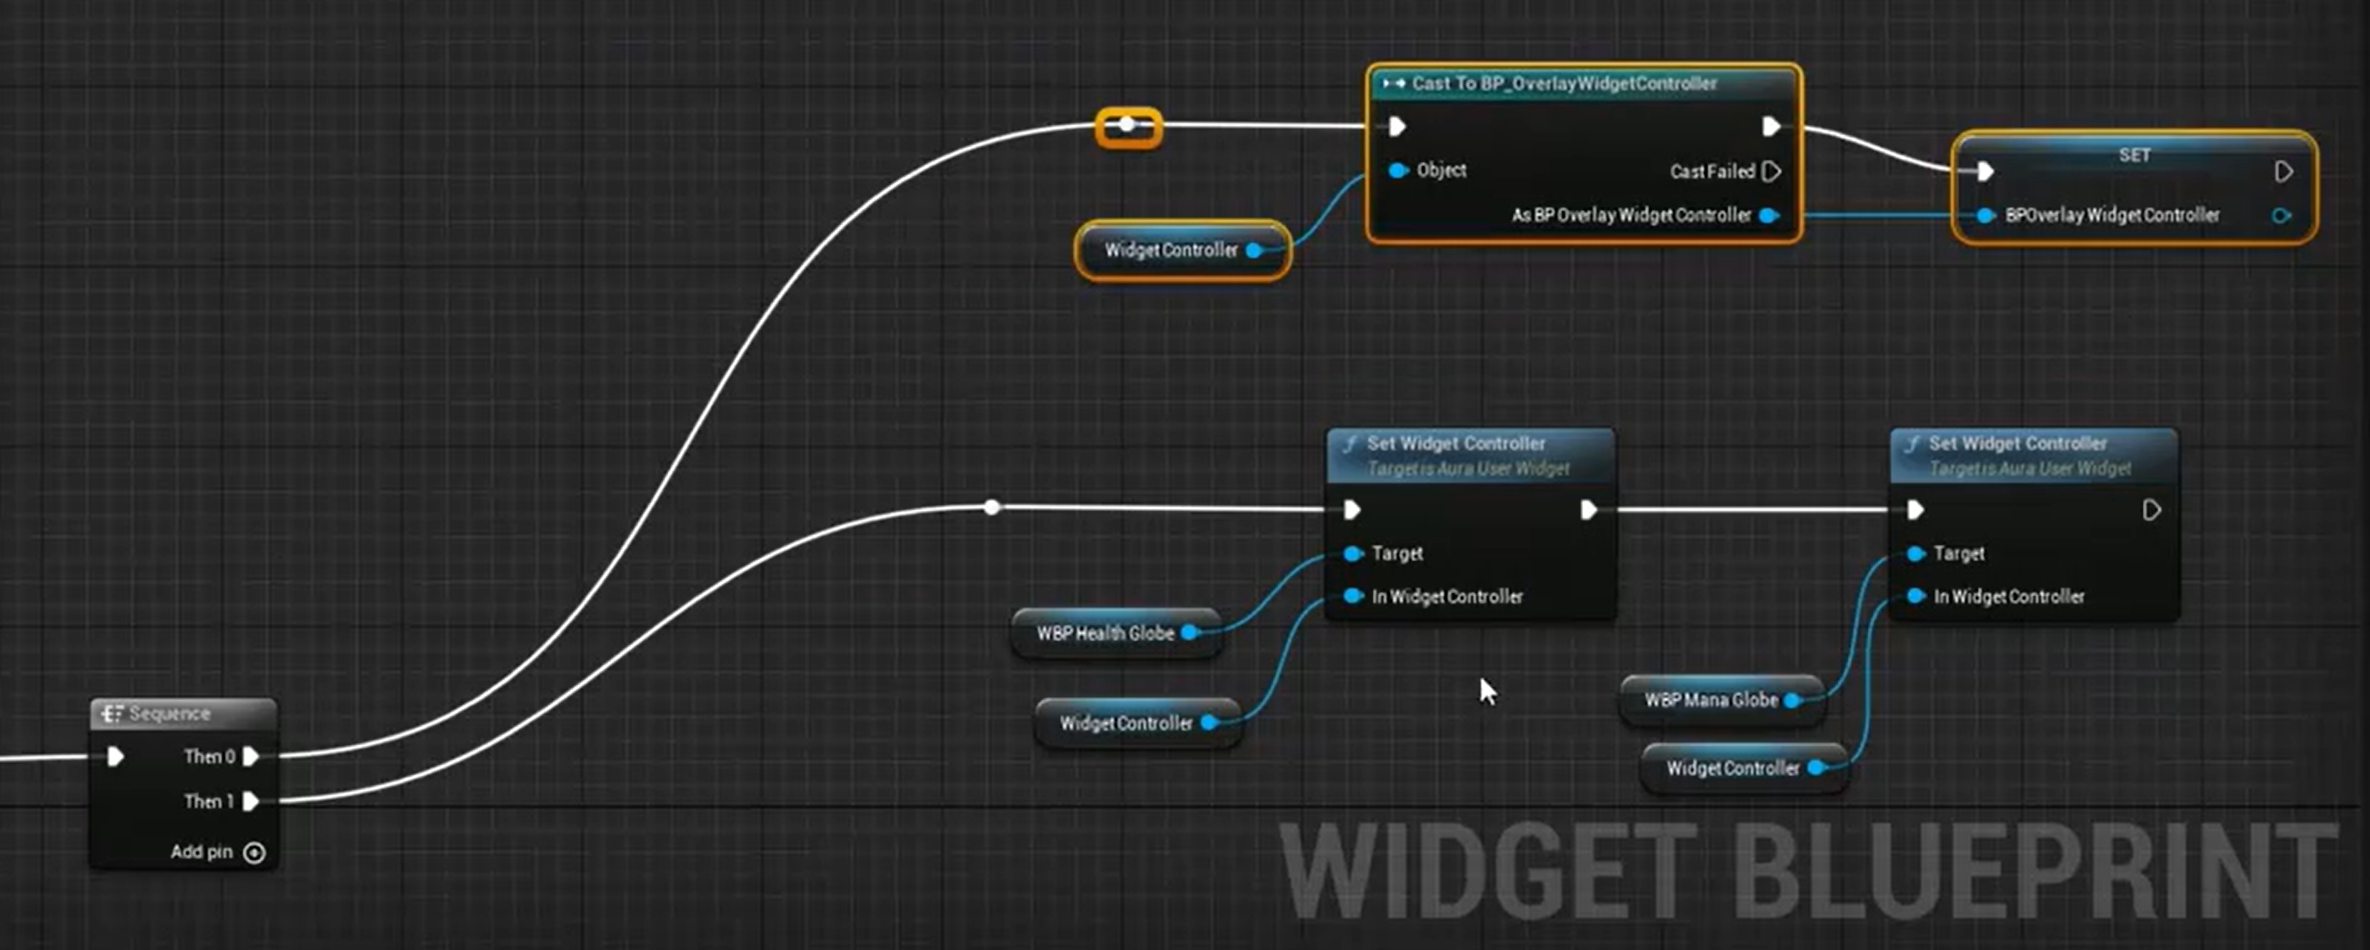 Cast To BP_OverlayWidgetController
Object
Cast Failed
As BP Overlay Widget Controller
SET
BPOverlay Widget Controller
Widget Controller
Set Widget Controller
Target is Aura User Widget
Target
In Widget Controller
WBP Health Globe
Widget Controller
Set Widget Controller
Target is Aura User Widget
Target
In Widget Controller
WBP Mana Globe
Widget Controller
Sequence
Then 0
Then 1
Add pin
WIDGET BLUEPRINT